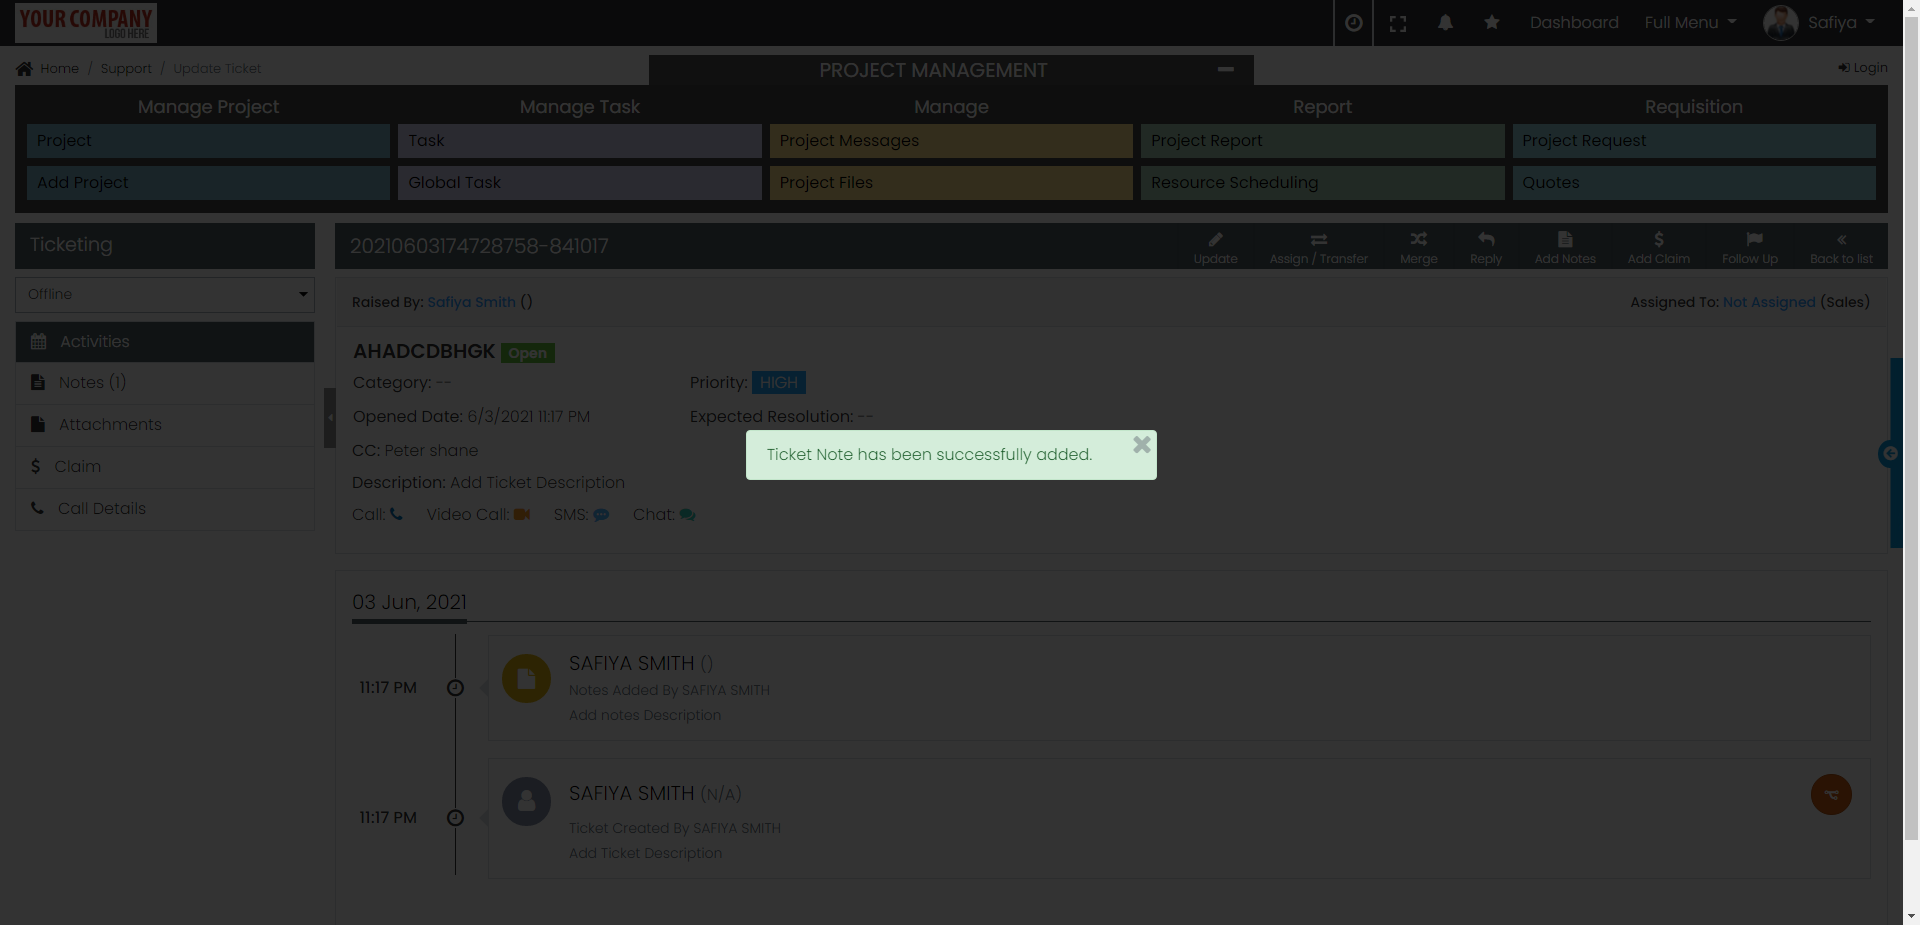 YOUR COMPANY
LOGO HERE
Dashboard
Full Menu
Safiya
Home / Support / Update Ticket
PROJECT MANAGEMENT
Login
Manage Project
Manage Task
Manage
Report
Requisition
Project
Task
Project Messages
Project Report
Project Request
Add Project
Global Task
Project Files
Resource Scheduling
Quotes
Ticketing
Offline
Activities
Notes (1)
Attachments
$ Claim
Call Details
20210603174728758-841017
Update
Assign / Transfer
Merge
Reply
Add Notes
Add Claim
Follow Up
Back to list
Raised By: Safiya Smith ()
Assigned To: Not Assigned (Sales)
AHADCDBHGK Open
Category: --
Priority: HIGH
Opened Date: 6/3/2021 11:17 PM
Expected Resolution: --
CC: Peter shane
Ticket Note has been successfully added.
Description: Add Ticket Description
Call:
Video Call:
SMS:
Chat:
03 Jun, 2021
11:17 PM
SAFIYA SMITH ()
Notes Added By SAFIYA SMITH
Add notes Description
11:17 PM
SAFIYA SMITH (N/A)
Ticket Created By SAFIYA SMITH
Add Ticket Description